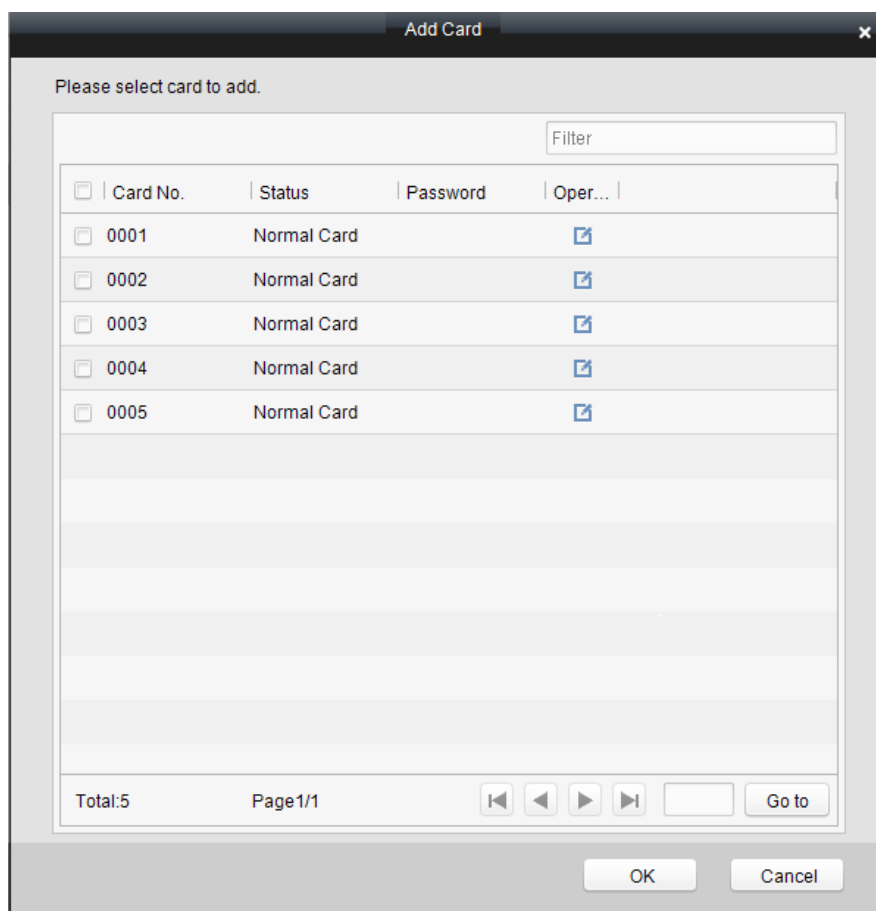 Add Card
Please select card to add.
Filter
Card No. Status Password Oper...
0001 Normal Card
0002 Normal Card
0003 Normal Card
0004 Normal Card
0005 Normal Card
Total:5 Page1/1 Go to
OK Cancel